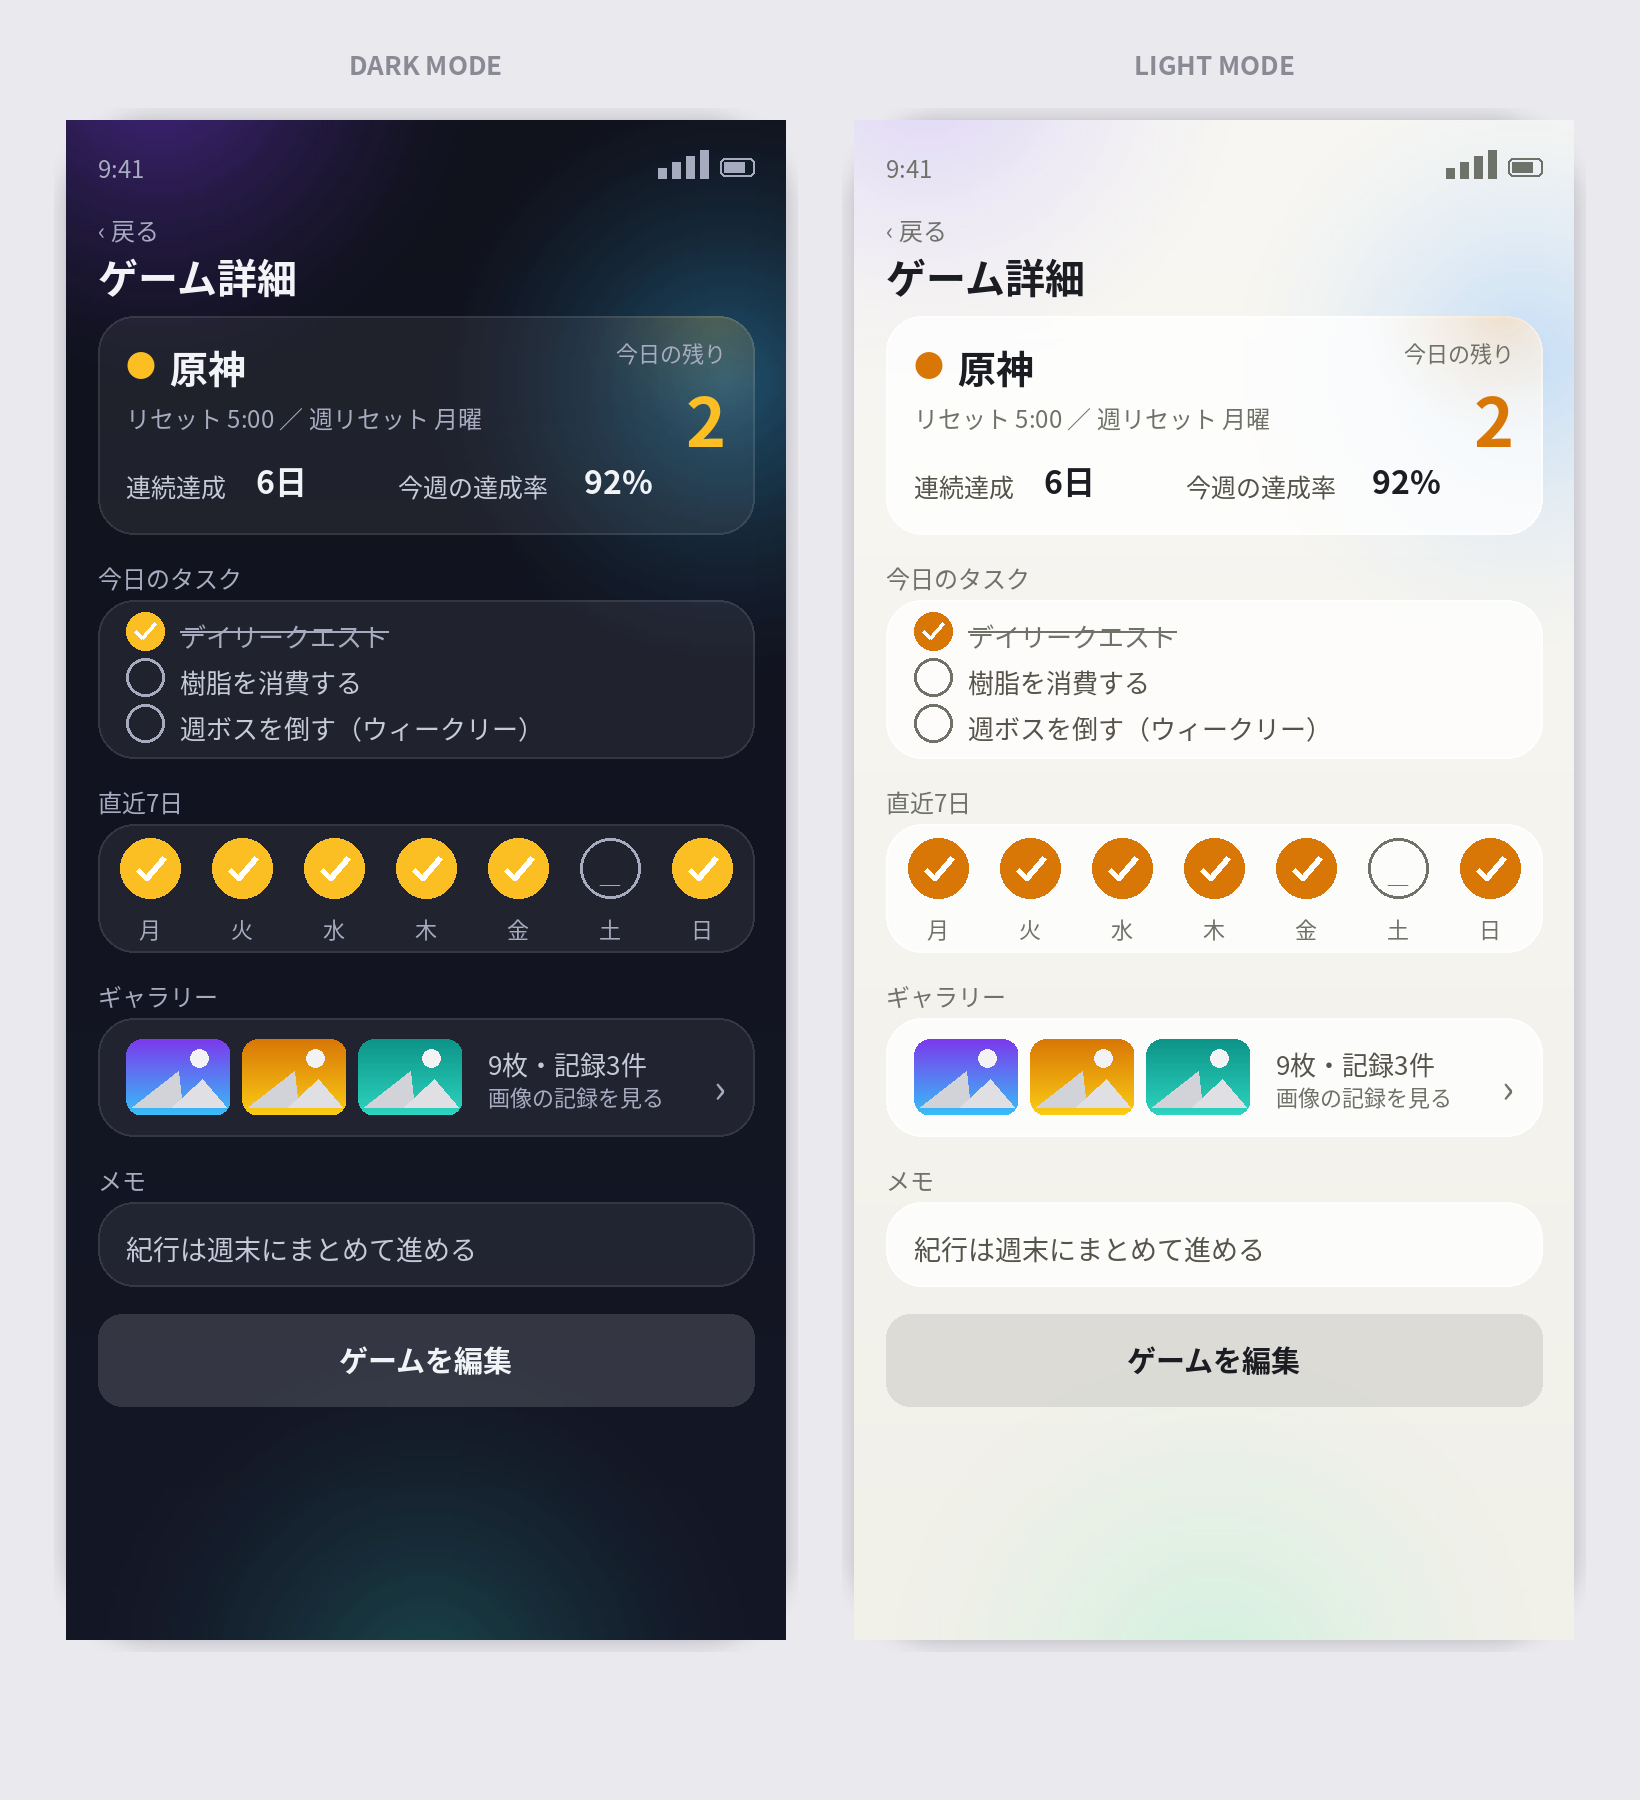 DARK MODE
9:41
‹ 戻る
ゲーム詳細
原神
今日の残り
2
リセット 5:00 ／ 週リセット 月曜
連続達成 6日 今週の達成率 92%
今日のタスク
デイリークエスト
樹脂を消費する
週ボスを倒す（ウィークリー）
直近7日
_
月 火 水 木 金 土 日
ギャラリー
9枚・記録3件
画像の記録を見る
›
メモ
紀行は週末にまとめて進める
ゲームを編集
LIGHT MODE
9:41
‹ 戻る
ゲーム詳細
原神
今日の残り
2
リセット 5:00 ／ 週リセット 月曜
連続達成 6日 今週の達成率 92%
今日のタスク
デイリークエスト
樹脂を消費する
週ボスを倒す（ウィークリー）
直近7日
_
月 火 水 木 金 土 日
ギャラリー
9枚・記録3件
画像の記録を見る
›
メモ
紀行は週末にまとめて進める
ゲームを編集